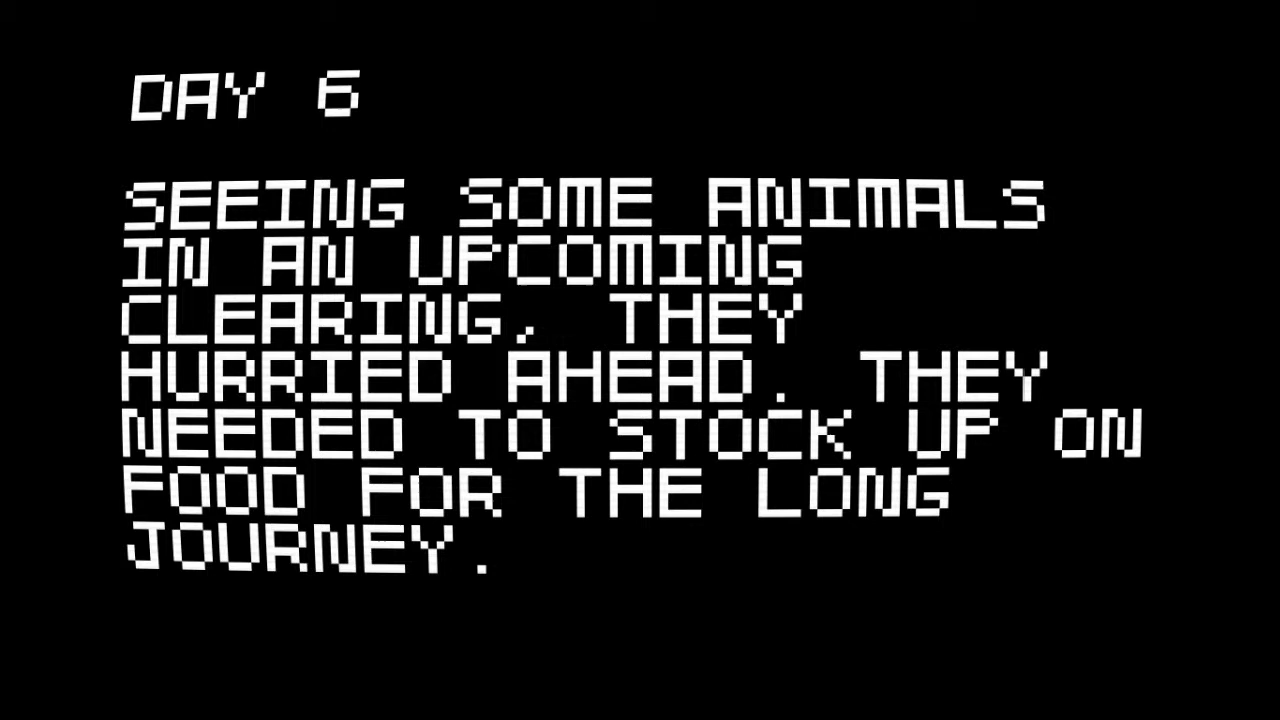 DAY 6
SEEING SOME ANIMALS
IN AN UPCOMING
CLEARING, THEY
HURRIED AHEAD. THEY
NEEDED TO STOCK UP ON
FOOD FOR THE LONG
JOURNEY.